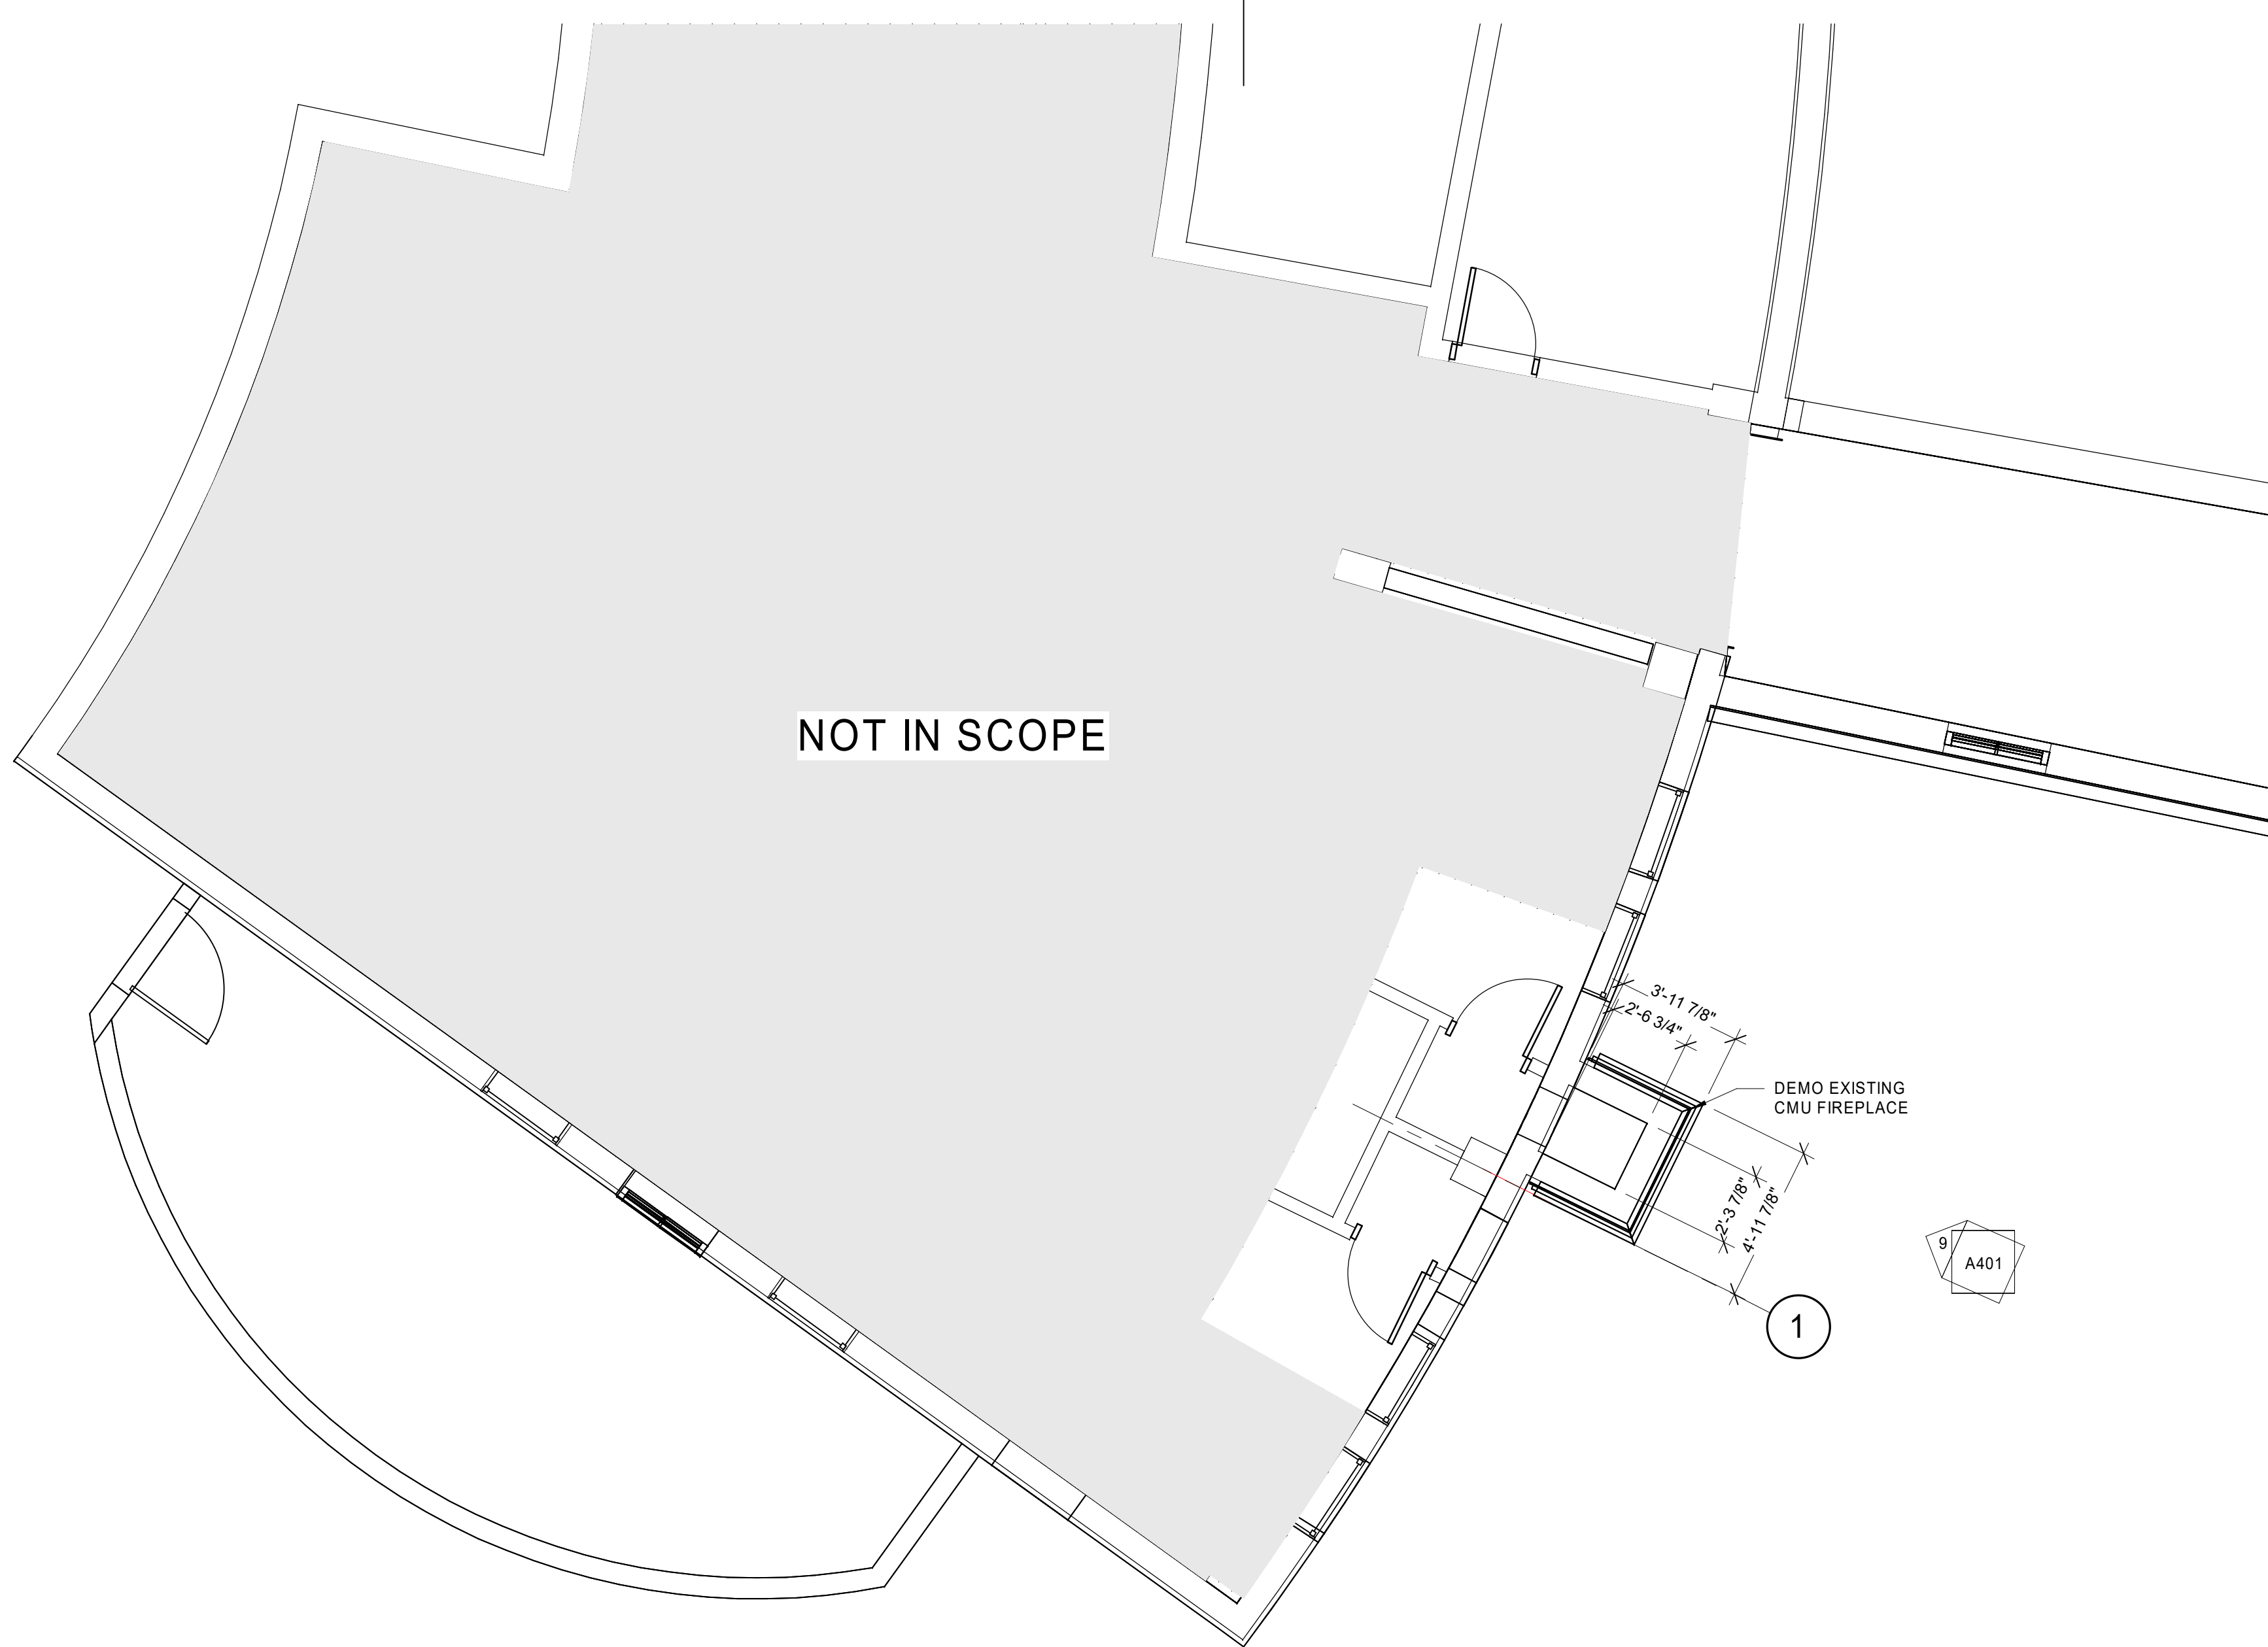 NOT IN SCOPE
3'-11 7/8"
2'-6 3/4"
DEMO EXISTING
CMU FIREPLACE
2'-3 7/8"
4'-11 7/8"
9
A401
1